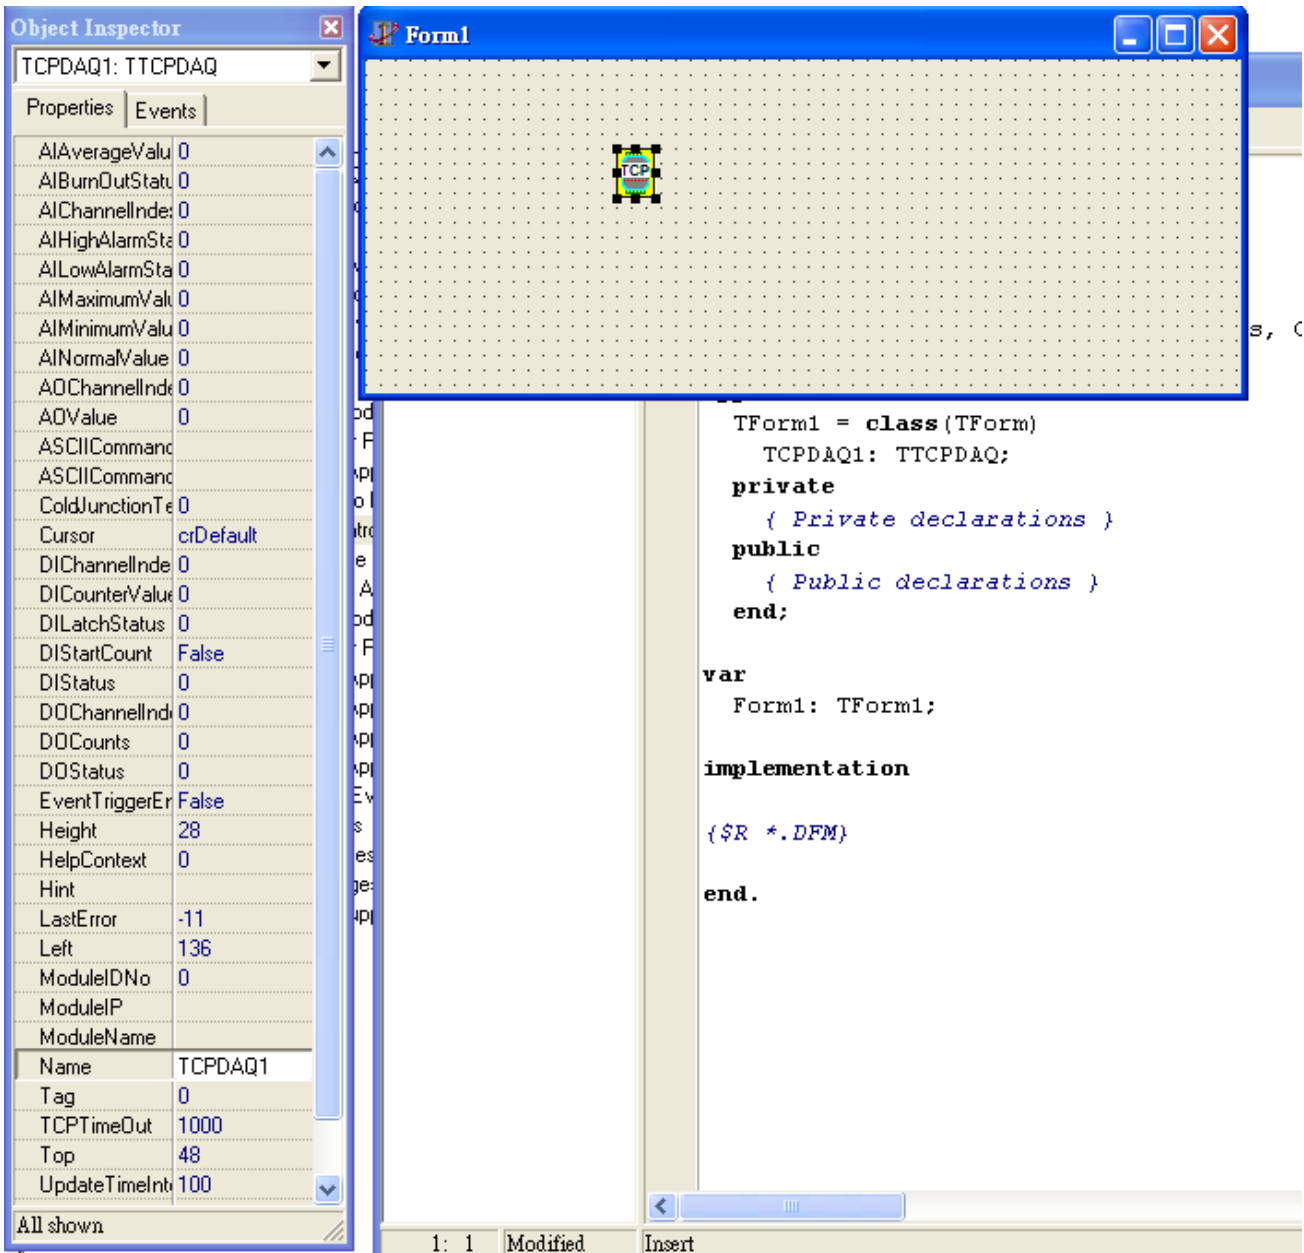 Object Inspector
TCPDAQ1: TTCPDAQ
Properties Events
AIAverageValu 0
AIBurnOutStatu 0
AIChannelInde: 0
AIHighAlarmSta 0
AILowAlarmSta 0
AIMaximumValu 0
AIMinimumValu 0
AINormalValue 0
AOChannelInde 0
AOValue 0
ASCIICommand
ASCIICommand
ColdJunctionTe 0
Cursor crDefault
DIChannelInde 0
DICounterValue 0
DILatchStatus 0
DIStartCount False
DIStatus 0
DOChannelInd 0
DOCounts 0
DOStatus 0
EventTriggerEr False
Height 28
HelpContext 0
Hint
LastError -11
Left 136
ModuleIDNo 0
ModuleIP
ModuleName
Name TCPDAQ1
Tag 0
TCPTimeOut 1000
Top 48
UpdateTimeInt 100
All shown
Form1
TCP
s, C
TForm1 = class(TForm)
TCPDAQ1: TTCPDAQ;
private
{ Private declarations }
public
{ Public declarations }
end;
var
Form1: TForm1;
implementation
{$R *.DFM}
end.
1: 1 Modified Insert